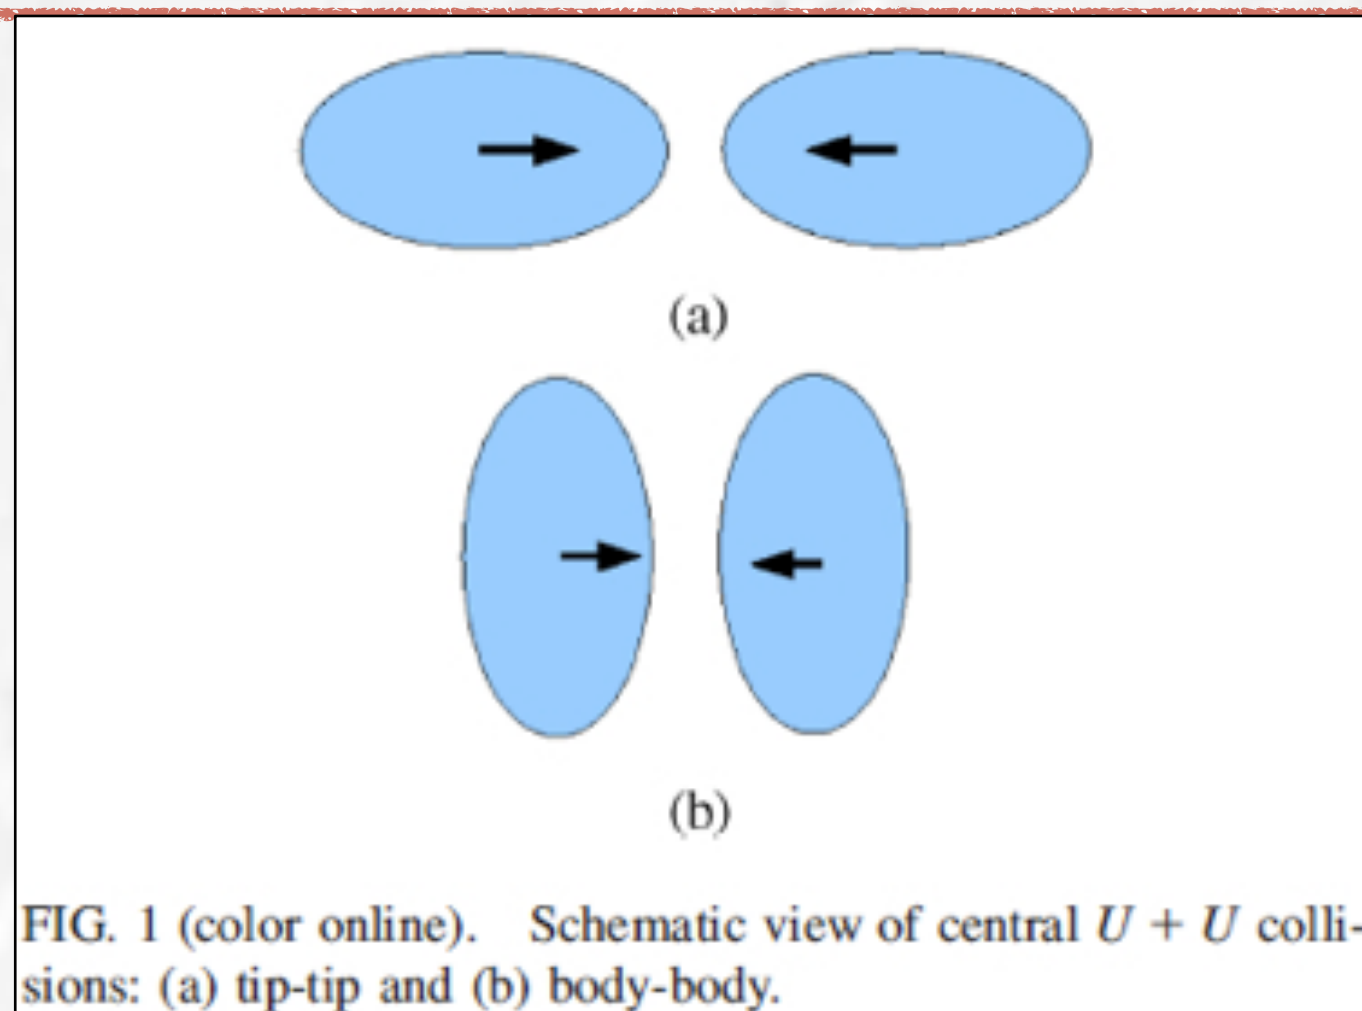 (a)
(b)
FIG. 1 (color online). Schematic view of central U + U colli-
sions: (a) tip-tip and (b) body-body.